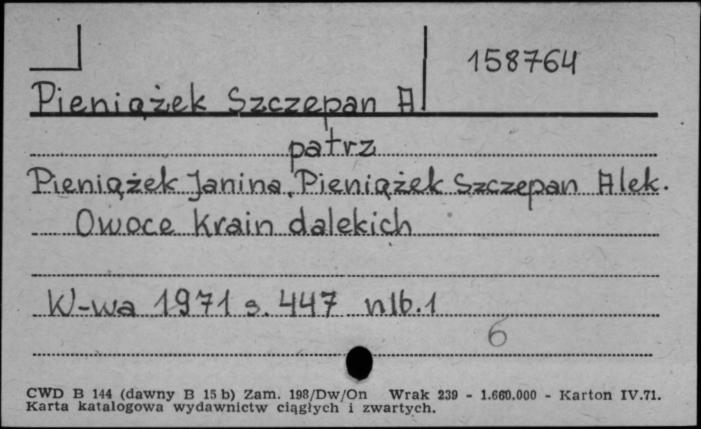 158764
Pieniążek Szczepan A.
patrz
Pieniążek Janina, Pieniążek Szczepan Alek.
Owoce krain dalekich
W-wa 1971 s. 447 nlb. 1
6
CWD B 144 (dawny B 15 b) Zam. 198/Dw/On Wrak 239 - 1.660.000 - Karton IV.71.
Karta katalogowa wydawnictw ciągłych i zwartych.